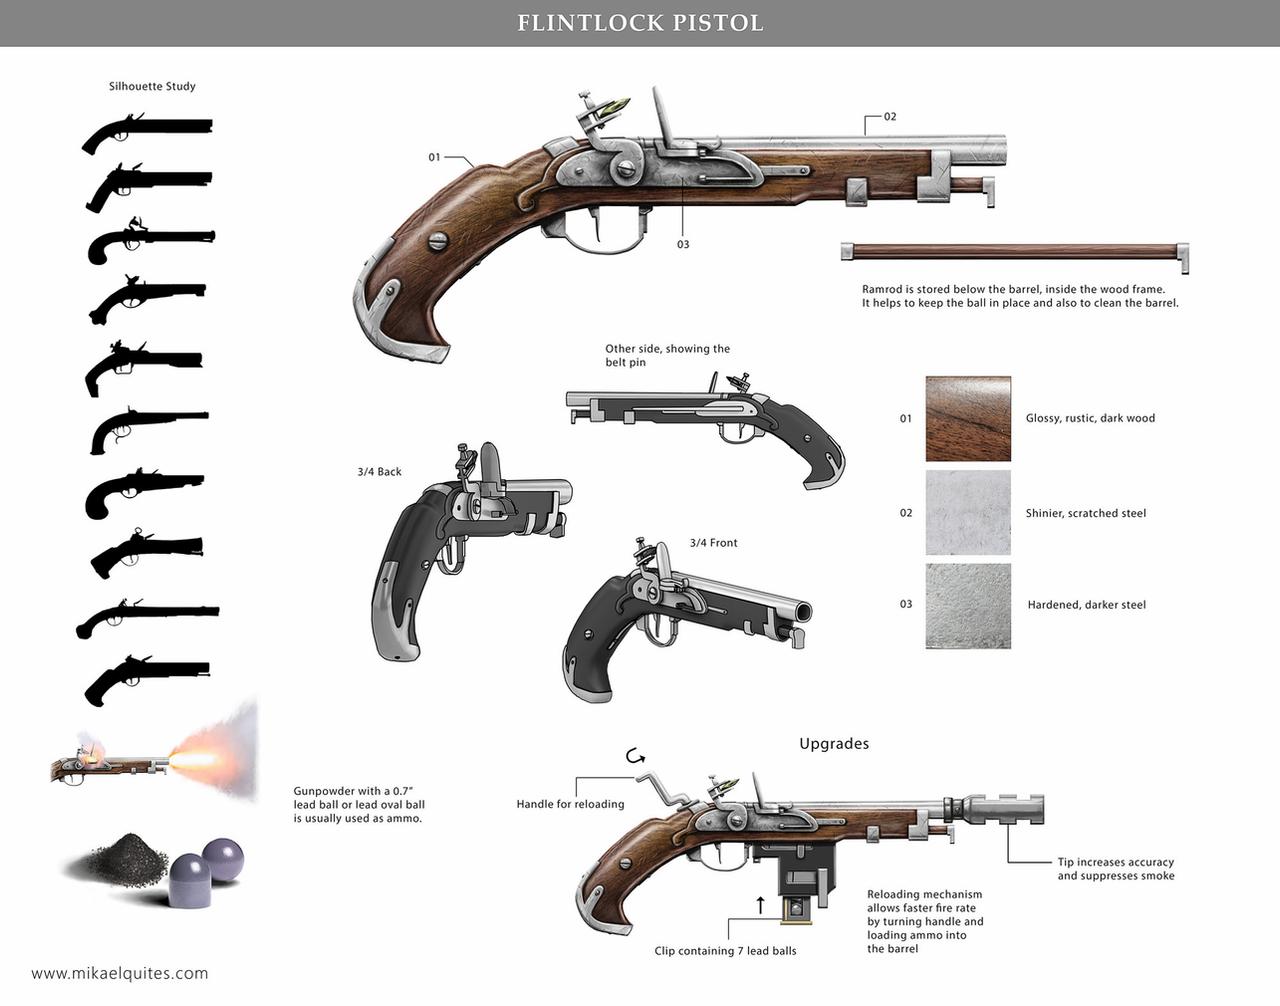 FLINTLOCK PISTOL
Silhouette Study
01
02
03
Ramrod is stored below the barrel, inside the wood frame.
It helps to keep the ball in place and also to clean the barrel.
Other side, showing the
belt pin
3/4 Back
3/4 Front
01
Glossy, rustic, dark wood
02
Shinier, scratched steel
03
Hardened, darker steel
Gunpowder with a 0.7"
lead ball or lead oval ball
is usually used as ammo.
Upgrades
Handle for reloading
Tip increases accuracy
and suppresses smoke
Reloading mechanism
allows faster fire rate
by turning handle and
loading ammo into
the barrel
Clip containing 7 lead balls
www.mikaelquites.com